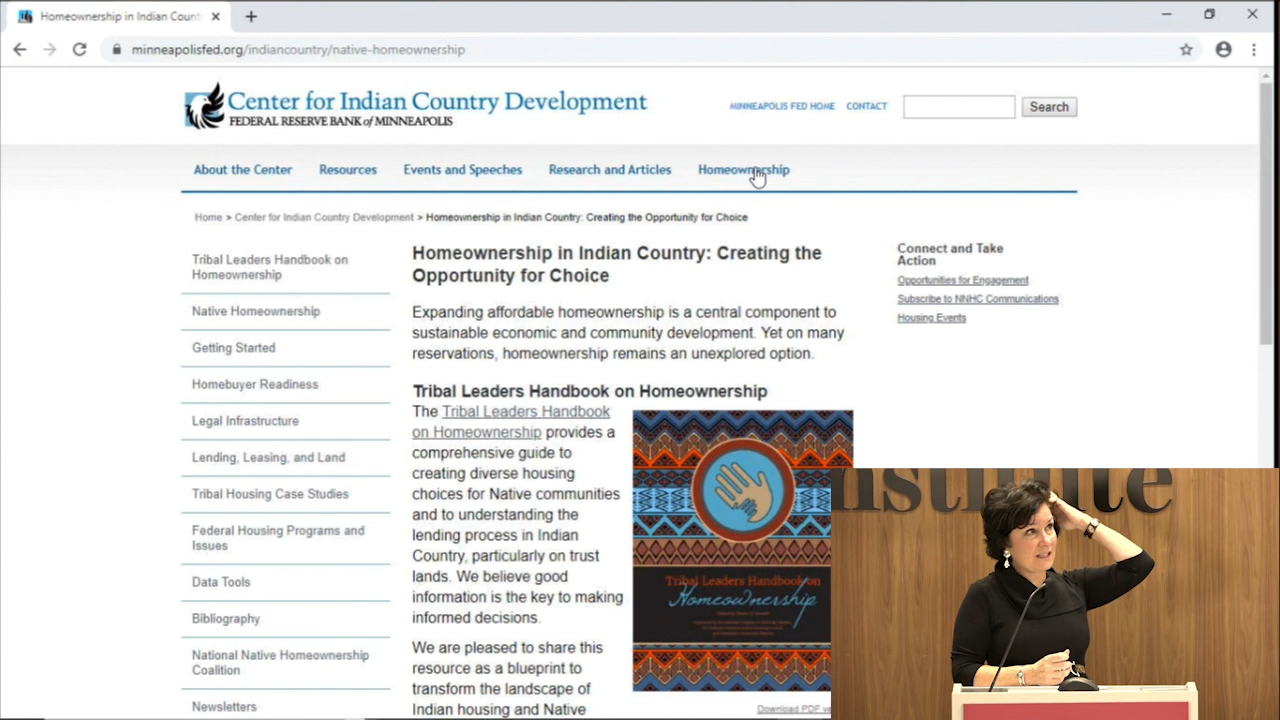 Homeownership in Indian Count
minneapolisfed.org/indiancountry/native-homeownership
Center for Indian Country Development
FEDERAL RESERVE BANK of MINNEAPOLIS
MINNEAPOLIS FED HOME CONTACT
Search
About the Center Resources Events and Speeches Research and Articles Homeownership
Home > Center for Indian Country Development > Homeownership in Indian Country: Creating the Opportunity for Choice
Tribal Leaders Handbook on
Homeownership
Native Homeownership
Getting Started
Homebuyer Readiness
Legal Infrastructure
Lending, Leasing, and Land
Tribal Housing Case Studies
Federal Housing Programs and
Issues
Data Tools
Bibliography
National Native Homeownership
Coalition
Newsletters
Homeownership in Indian Country: Creating the
Opportunity for Choice
Expanding affordable homeownership is a central component to
sustainable economic and community development. Yet on many
reservations, homeownership remains an unexplored option.
Tribal Leaders Handbook on Homeownership
The Tribal Leaders Handbook
on Homeownership provides a
comprehensive guide to
creating diverse housing
choices for Native communities
and to understanding the
lending process in Indian
Country, particularly on trust
lands. We believe good
information is the key to making
informed decisions.
We are pleased to share this
resource as a blueprint to
transform the landscape of
Indian housing and Native
Tribal Leaders Handbook on
Homeownership
Download PDF ve
Connect and Take
Action
Opportunities for Engagement
Subscribe to NNHC Communications
Housing Events
nstitute